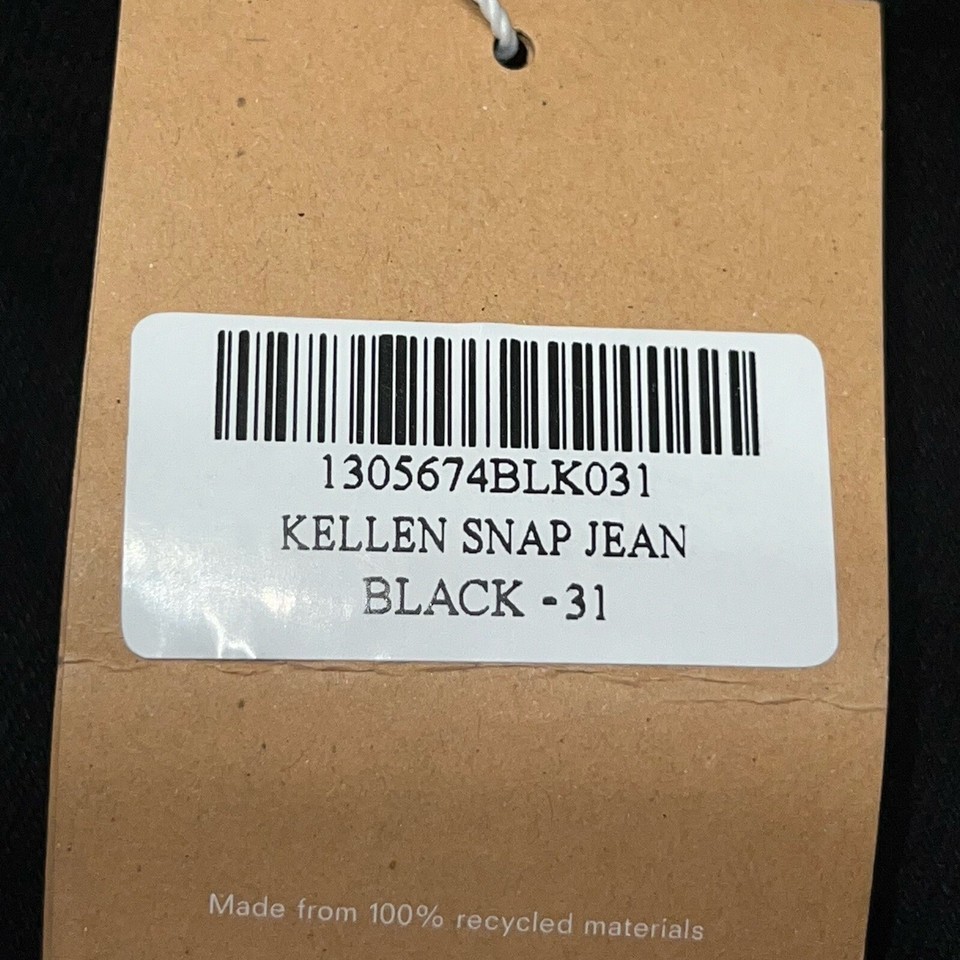 1305674BLK031
KELLEN SNAP JEAN
BLACK -31
Made from 100% recycled materials